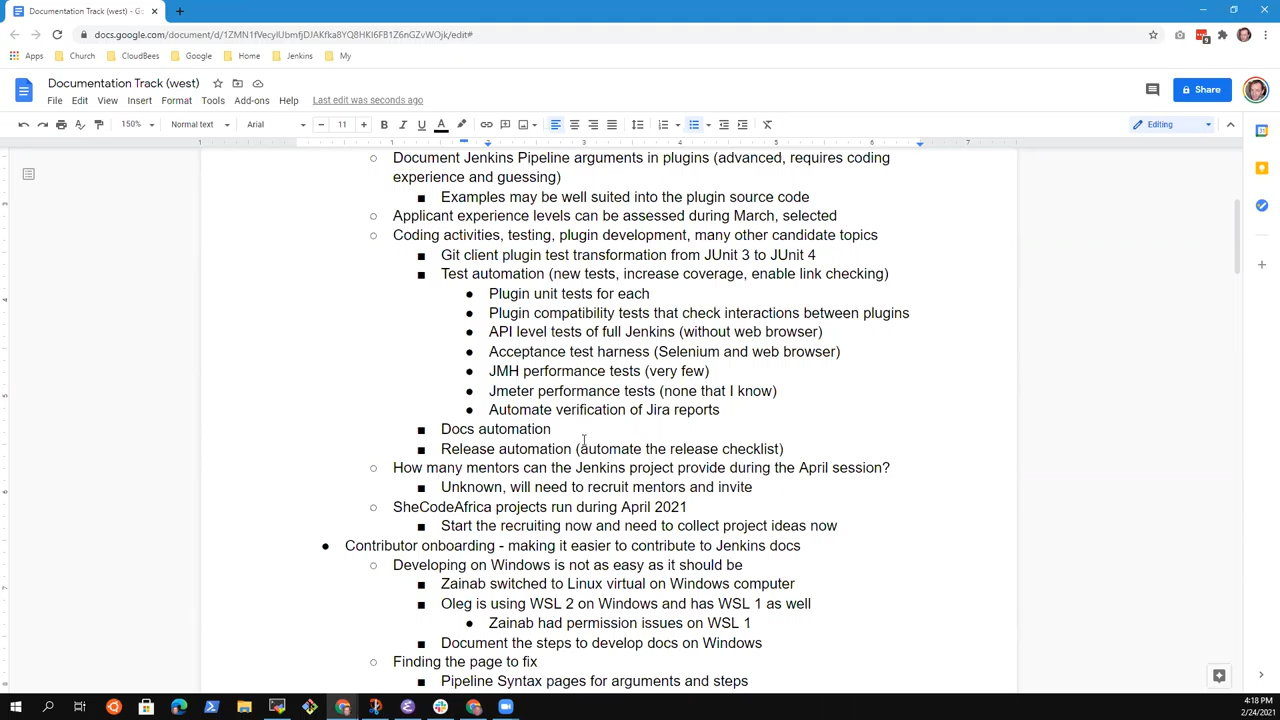 Documentation Track (west) - G
docs.google.com/document/d/1ZMN1fVecyIUbmfjDJAKfka8YQ8HKI6FB1Z6nGZvWOjk/edit#
Apps Church CloudBees Google Home Jenkins My
Documentation Track (west)
File Edit View Insert Format Tools Add-ons Help Last edit was seconds ago
Share
150% Normal text Arial 11 Editing
1 1 2 3 4 5 6 7
Document Jenkins Pipeline arguments in plugins (advanced, requires coding
experience and guessing)
Examples may be well suited into the plugin source code
Applicant experience levels can be assessed during March, selected
Coding activities, testing, plugin development, many other candidate topics
Git client plugin test transformation from JUnit 3 to JUnit 4
Test automation (new tests, increase coverage, enable link checking)
Plugin unit tests for each
Plugin compatibility tests that check interactions between plugins
API level tests of full Jenkins (without web browser)
Acceptance test harness (Selenium and web browser)
JMH performance tests (very few)
Jmeter performance tests (none that I know)
Automate verification of Jira reports
Docs automation
Release automation (automate the release checklist)
How many mentors can the Jenkins project provide during the April session?
Unknown, will need to recruit mentors and invite
SheCodeAfrica projects run during April 2021
Start the recruiting now and need to collect project ideas now
Contributor onboarding - making it easier to contribute to Jenkins docs
Developing on Windows is not as easy as it should be
Zainab switched to Linux virtual on Windows computer
Oleg is using WSL 2 on Windows and has WSL 1 as well
Zainab had permission issues on WSL 1
Document the steps to develop docs on Windows
Finding the page to fix
Pipeline Syntax pages for arguments and steps
4:18 PM
2/24/2021